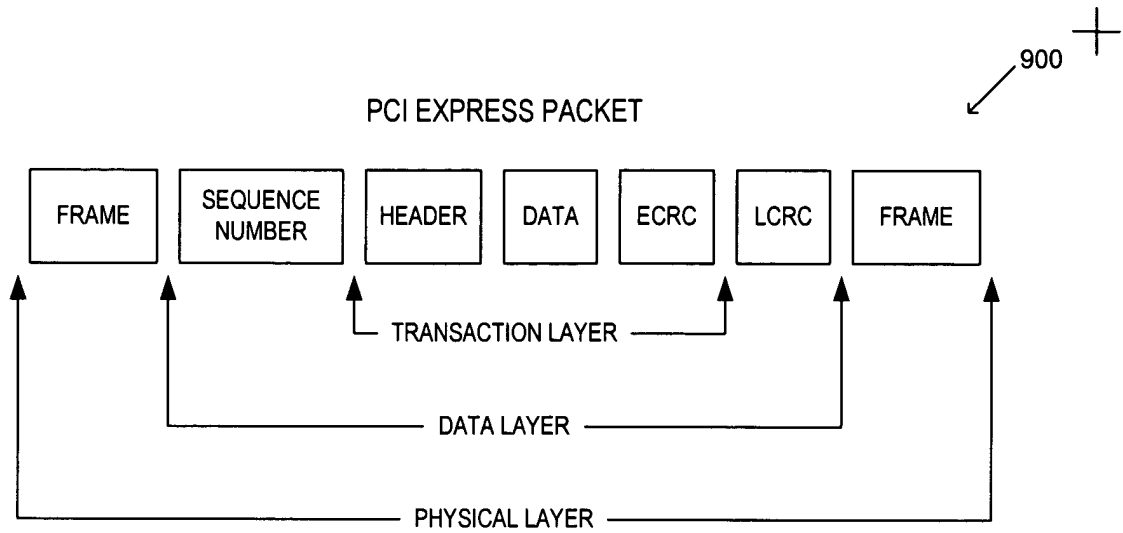 900
PCI EXPRESS PACKET
FRAME
SEQUENCE
NUMBER
HEADER
DATA
ECRC
LCRC
FRAME
TRANSACTION LAYER
DATA LAYER
PHYSICAL LAYER